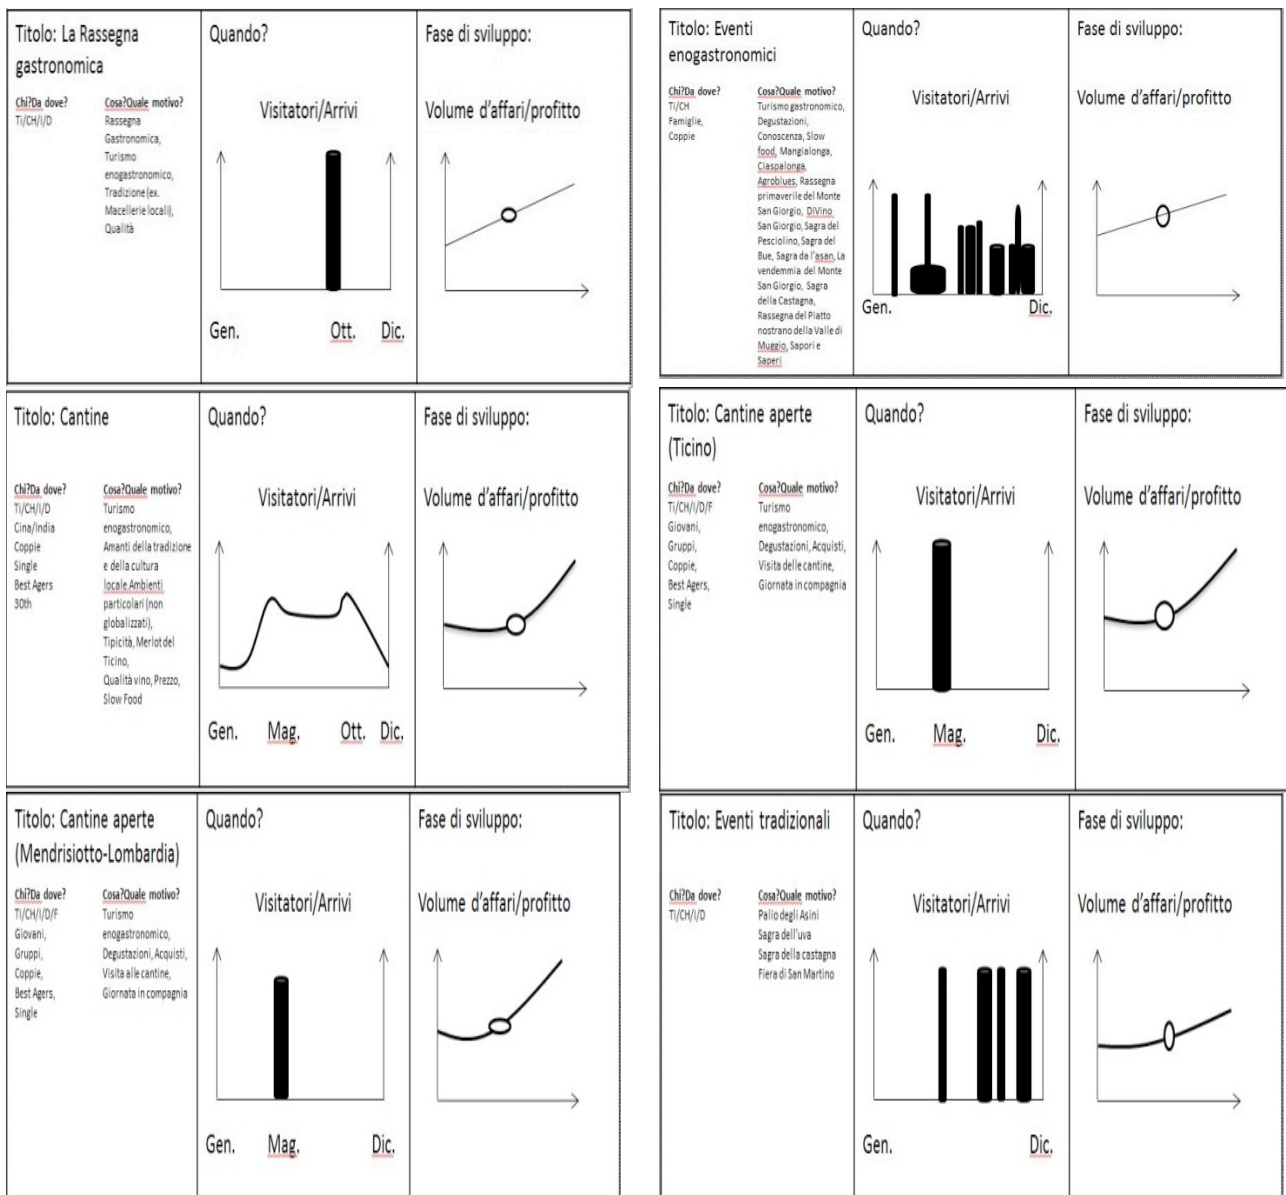 Titolo: La Rassegna
gastronomica
Chi?Da dove?
Ti/CH/I/D
Cosa?Quale motivo?
Rassegna
Gastronomica,
Turismo
enogastronomico,
Tradizione (ex.
Macellerie locali),
Qualità
Quando?
Visitatori/Arrivi
Gen.
Ott.
Dic.
Fase di sviluppo:
Volume d'affari/profitto
Titolo: Eventi
enogastronomici
Chi?Da dove?
Ti/CH
Famiglie,
Coppie
Cosa?Quale motivo?
Turismo gastronomico,
Degustazioni,
Conoscenza, Slow
food, Mangialonga,
Ciaspalonga,
Agroblues, Rassegna
primaverile del Monte
San Giorgio, DiVino
San Giorgio, Sagra del
Pesciolino, Sagra del
Bue, Sagra da l'asan, La
vendemmia del Monte
San Giorgio, Sagra
della Castagna,
Rassegna del Piatto
nostrano della Valle di
Muggio, Sapori e
Saperi
Quando?
Visitatori/Arrivi
Gen.
Dic.
Fase di sviluppo:
Volume d'affari/profitto
Titolo: Cantine
Chi?Da dove?
TI/CH/I/D
Cina/India
Coppie
Single
Best Agers
30th
Cosa?Quale motivo?
Turismo
enogastronomico,
Amanti della tradizione
e della cultura
locale Ambienti
particolari (non
globalizzati),
Tipicità, Merlot del
Ticino,
Qualità vino, Prezzo,
Slow Food
Quando?
Visitatori/Arrivi
Gen.
Mag.
Ott.
Dic.
Fase di sviluppo:
Volume d'affari/profitto
Titolo: Cantine aperte
(Ticino)
Chi?Da dove?
TI/CH/I/D/F
Giovani,
Gruppi,
Coppie,
Best Agers,
Single
Cosa?Quale motivo?
Turismo
enogastronomico,
Degustazioni, Acquisti,
Visita delle cantine,
Giornata in compagnia
Quando?
Visitatori/Arrivi
Gen.
Mag.
Dic.
Fase di sviluppo:
Volume d'affari/profitto
Titolo: Cantine aperte
(Mendrisiotto-Lombardia)
Chi?Da dove?
TI/CH/I/D/F
Giovani,
Gruppi,
Coppie,
Best Agers,
Single
Cosa?Quale motivo?
Turismo
enogastronomico,
Degustazioni, Acquisti,
Visita alle cantine,
Giornata in compagnia
Quando?
Visitatori/Arrivi
Gen.
Mag.
Dic.
Fase di sviluppo:
Volume d'affari/profitto
Titolo: Eventi tradizionali
Chi?Da dove?
TI/CH/I/D
Cosa?Quale motivo?
Palio degli Asini
Sagra dell'uva
Sagra della castagna
Fiera di San Martino
Quando?
Visitatori/Arrivi
Gen.
Dic.
Fase di sviluppo:
Volume d'affari/profitto